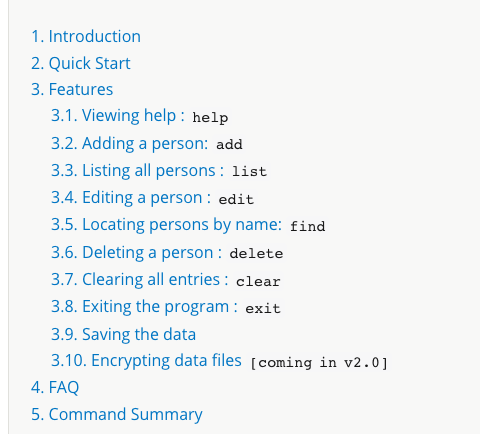 1. Introduction
2. Quick Start
3. Features
3.1. Viewing help : help
3.2. Adding a person: add
3.3. Listing all persons : list
3.4. Editing a person : edit
3.5. Locating persons by name: find
3.6. Deleting a person : delete
3.7. Clearing all entries : clear
3.8. Exiting the program : exit
3.9. Saving the data
3.10. Encrypting data files [coming in v2.0]
4. FAQ
5. Command Summary